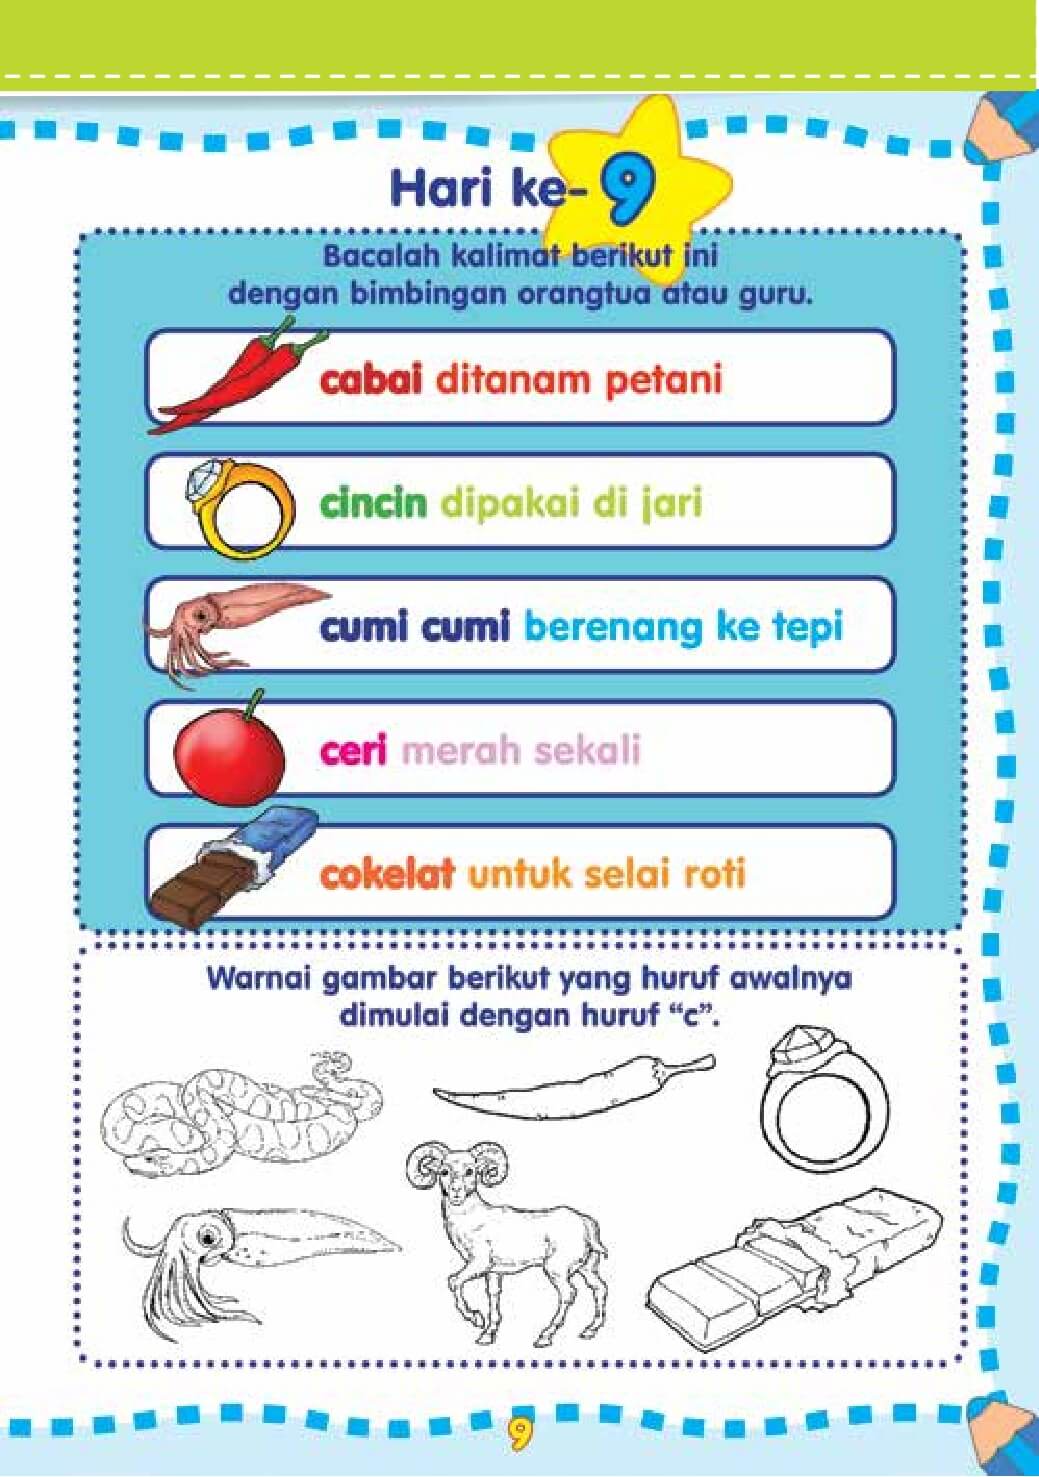 Hari ke-9
Bacalah kalimat berikut ini
dengan bimbingan orangtua atau guru.
cabai ditanam petani
cincin dipakai di jari
cumi cumi berenang ke tepi
ceri merah sekali
cokelat untuk selai roti
Warnai gambar berikut yang huruf awalnya
dimulai dengan huruf “c”.
9